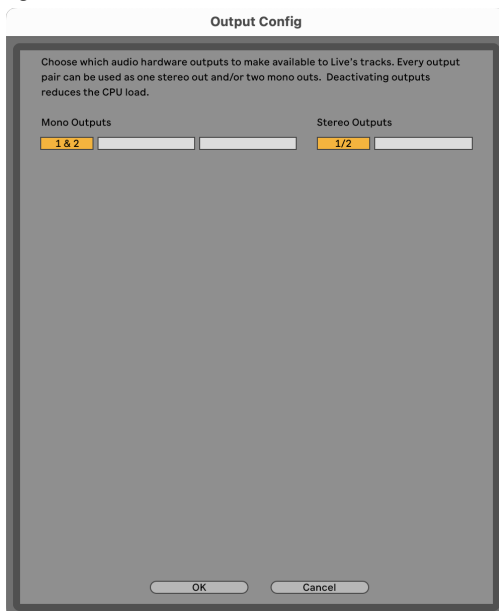 Output Config
Choose which audio hardware outputs to make available to Live's tracks. Every output
pair can be used as one stereo out and/or two mono outs.  Deactivating outputs
reduces the CPU load.
Mono Outputs
Stereo Outputs
1 & 2
1/2
OK
Cancel